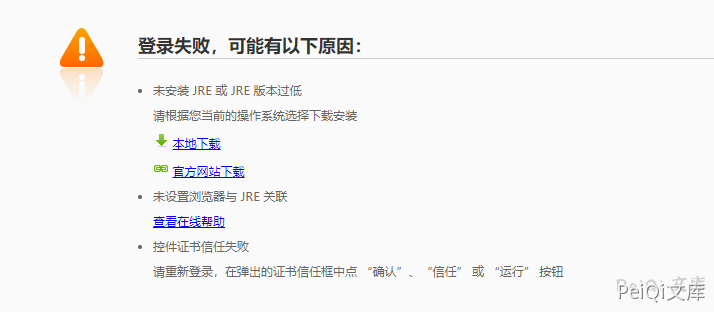 登录失败，可能有以下原因：
未安装 JRE 或 JRE 版本过低
请根据您当前的操作系统选择下载安装
本地下载
官方网站下载
未设置浏览器与 JRE 关联
查看在线帮助
控件证书信任失败
请重新登录，在弹出的证书信任框中点 “确认”、 “信任” 或 “运行” 按钮
PeiQi 文库
PeiQi文库